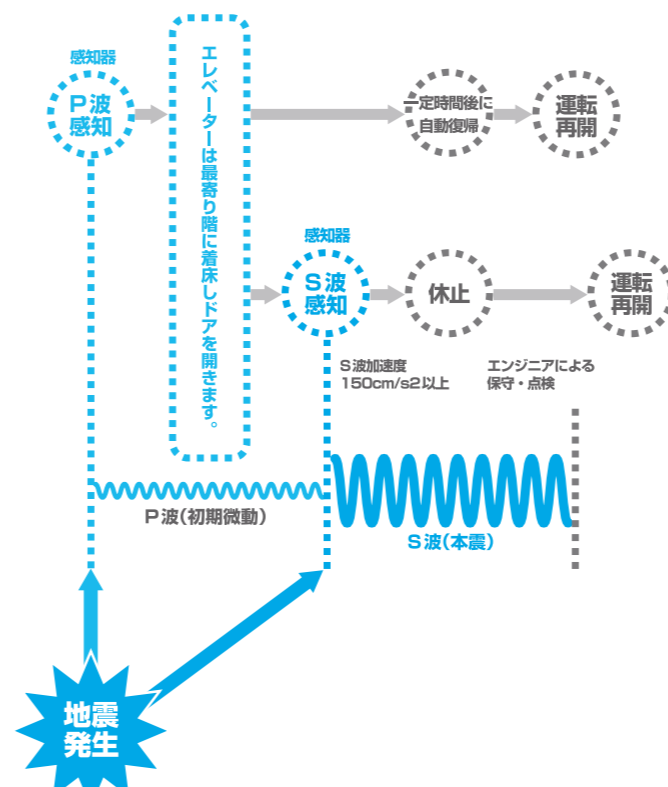 感知器
P波
感知
エレベーターは最寄り階に着床しドアを開きます。
一定時間後に
自動復帰
運転
再開
感知器
S波
感知
休止
運転
再開
S波加速度
150cm/s2以上
エンジニアによる
保守・点検
P波(初期微動)
S波(本震)
地震
発生